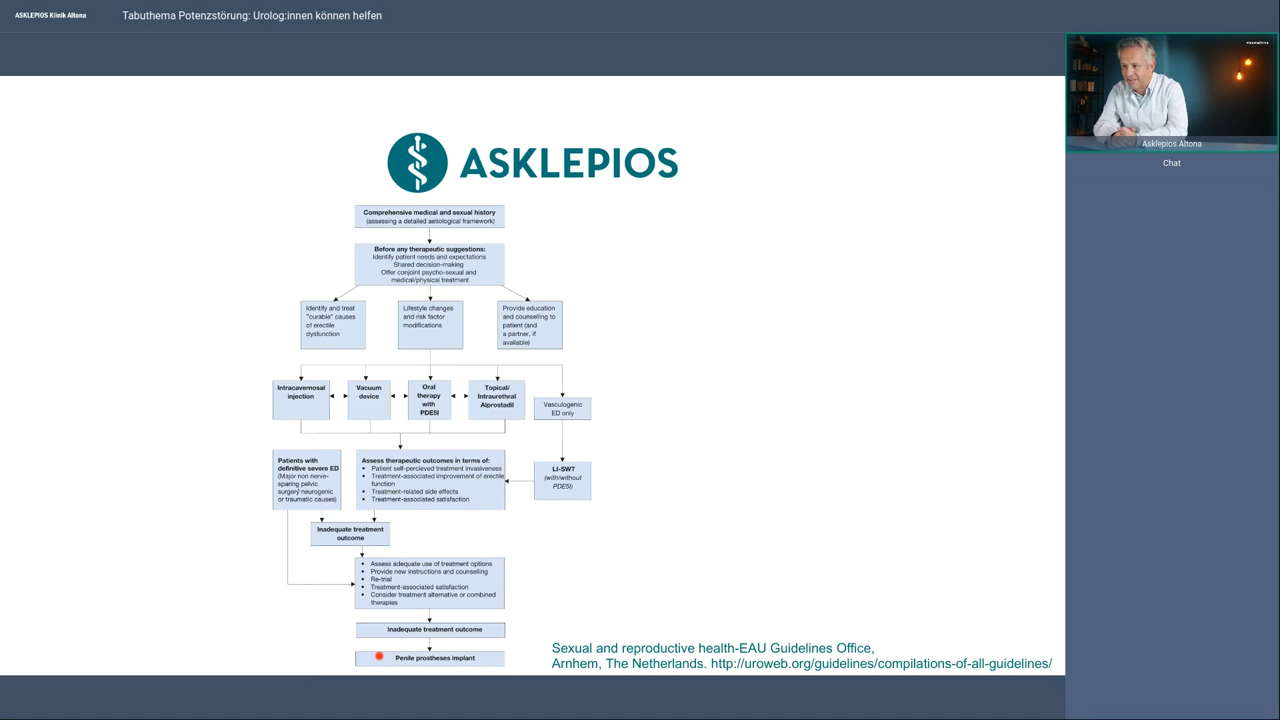 ASKLEPIOS Klinik Altona
Tabuthema Potenzstörung: Urolog:innen können helfen
Asklepios Altona
Chat
ASKLEPIOS
Comprehensive medical and sexual history
(assessing a detailed aetiological framework)
Before any therapeutic suggestions:
Identify patient needs and expectations
Shared decision-making
Offer conjoint psycho-sexual and
medical/physical treatment
Identify and treat
"curable" causes
of erectile
dysfunction
Lifestyle changes
and risk factor
modifications
Provide education
and counselling to
patient (and
a partner, if
available)
Intracavernosal
injection
Vacuum
device
Oral
therapy
with
PDE5I
Topical/
Intraurethral
Alprostadil
Vasculogenic
ED only
Patients with
definitive severe ED
(Major non nerve-
sparing pelvic
surgery neurogenic
or traumatic causes)
Assess therapeutic outcomes in terms of:
• Patient self-percieved treatment invasiveness
• Treatment-associated improvement of erectile
function
• Treatment-related side effects
• Treatment-associated satisfaction
LI-SWT
(with/without
PDE5I)
Inadequate treatment
outcome
• Assess adequate use of treatment options
• Provide new instructions and counselling
• Re-trial
• Treatment-associated satisfaction
• Consider treatment alternative or combined
therapies
Inadequate treatment outcome
Penile prostheses implant
Sexual and reproductive health-EAU Guidelines Office,
Arnhem, The Netherlands. http://uroweb.org/guidelines/compilations-of-all-guidelines/